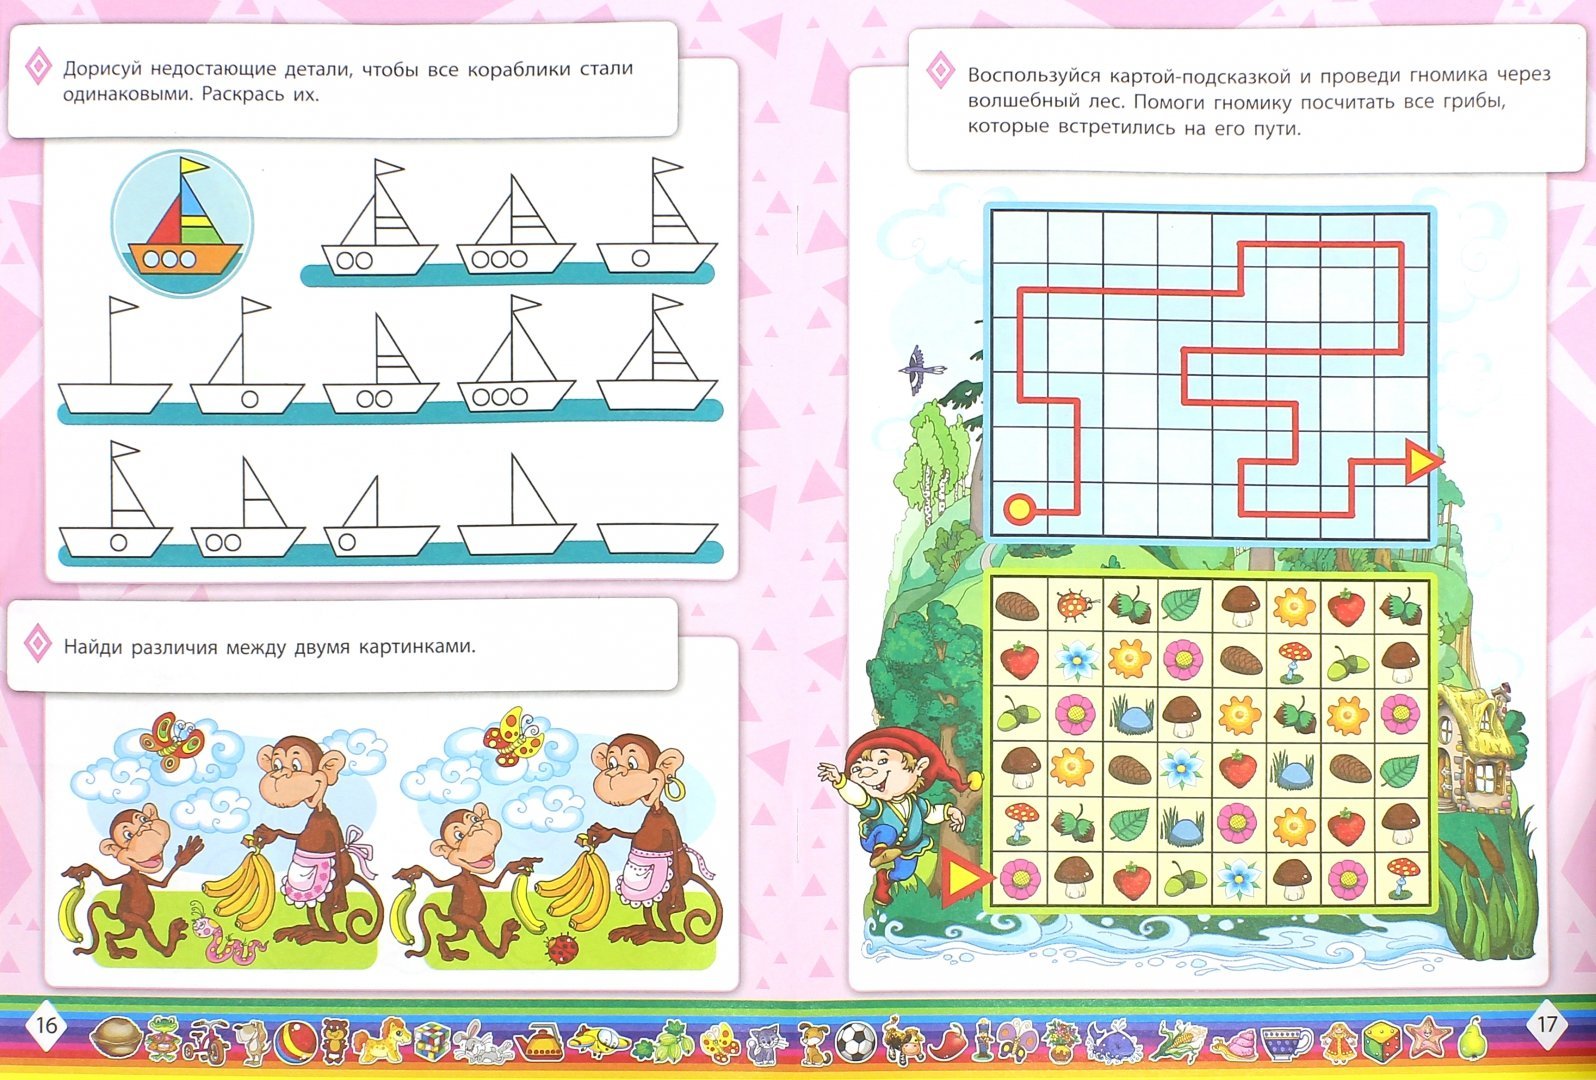 Дорисуй недостающие детали, чтобы все кораблики стали
одинаковыми. Раскрась их.
Найди различия между двумя картинками.
16
Воспользуйся картой-подсказкой и проведи гномика через
волшебный лес. Помоги гномику посчитать все грибы,
которые встретились на его пути.
17